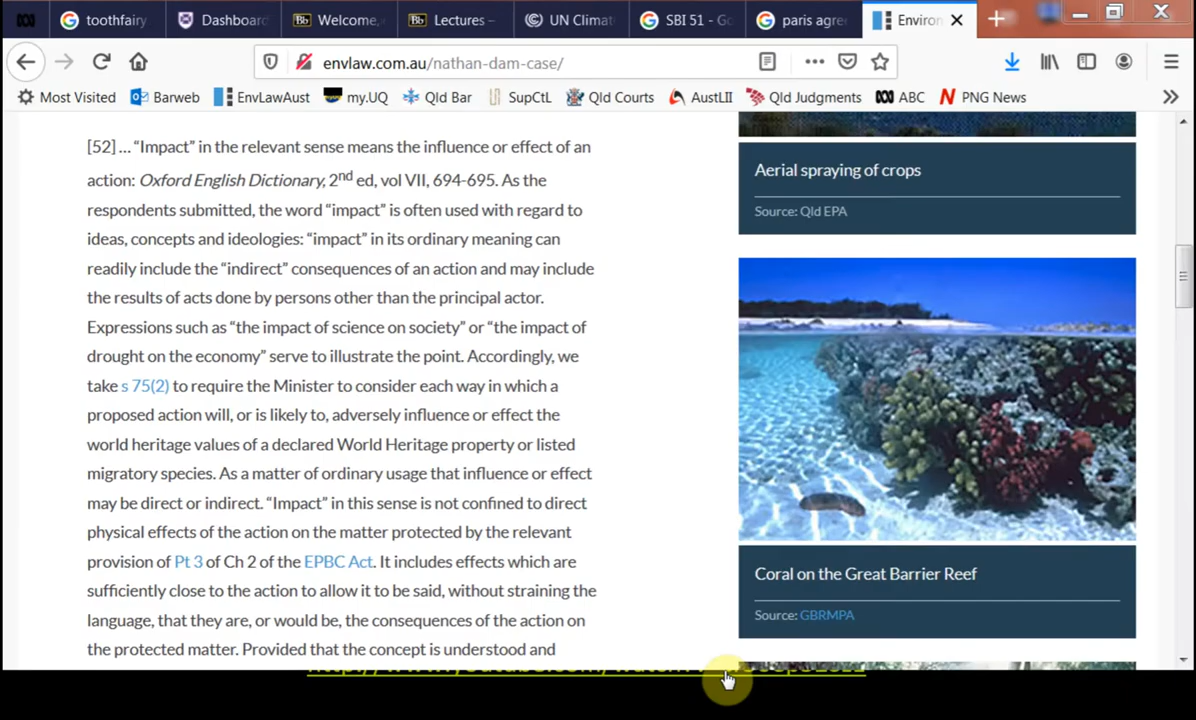 toothfairy
Dashboard
Bb Welcome,
Bb Lectures –
UN Climat
SBI 51 - Go
paris agre
Environ
envlaw.com.au/nathan-dam-case/
Most Visited
Barweb
EnvLawAust
my.UQ
Qld Bar
SupCtL
Qld Courts
AustLII
Qld Judgments
ABC
PNG News
[52] ... “Impact” in the relevant sense means the influence or effect of an
action: Oxford English Dictionary, 2nd ed, vol VII, 694-695. As the
respondents submitted, the word “impact” is often used with regard to
ideas, concepts and ideologies: “impact” in its ordinary meaning can
readily include the “indirect” consequences of an action and may include
the results of acts done by persons other than the principal actor.
Expressions such as “the impact of science on society” or “the impact of
drought on the economy” serve to illustrate the point. Accordingly, we
take s 75(2) to require the Minister to consider each way in which a
proposed action will, or is likely to, adversely influence or effect the
world heritage values of a declared World Heritage property or listed
migratory species. As a matter of ordinary usage that influence or effect
may be direct or indirect. “Impact” in this sense is not confined to direct
physical effects of the action on the matter protected by the relevant
provision of Pt 3 of Ch 2 of the EPBC Act. It includes effects which are
sufficiently close to the action to allow it to be said, without straining the
language, that they are, or would be, the consequences of the action on
the protected matter. Provided that the concept is understood and
Aerial spraying of crops
Source: Qld EPA
Coral on the Great Barrier Reef
Source: GBRMPA